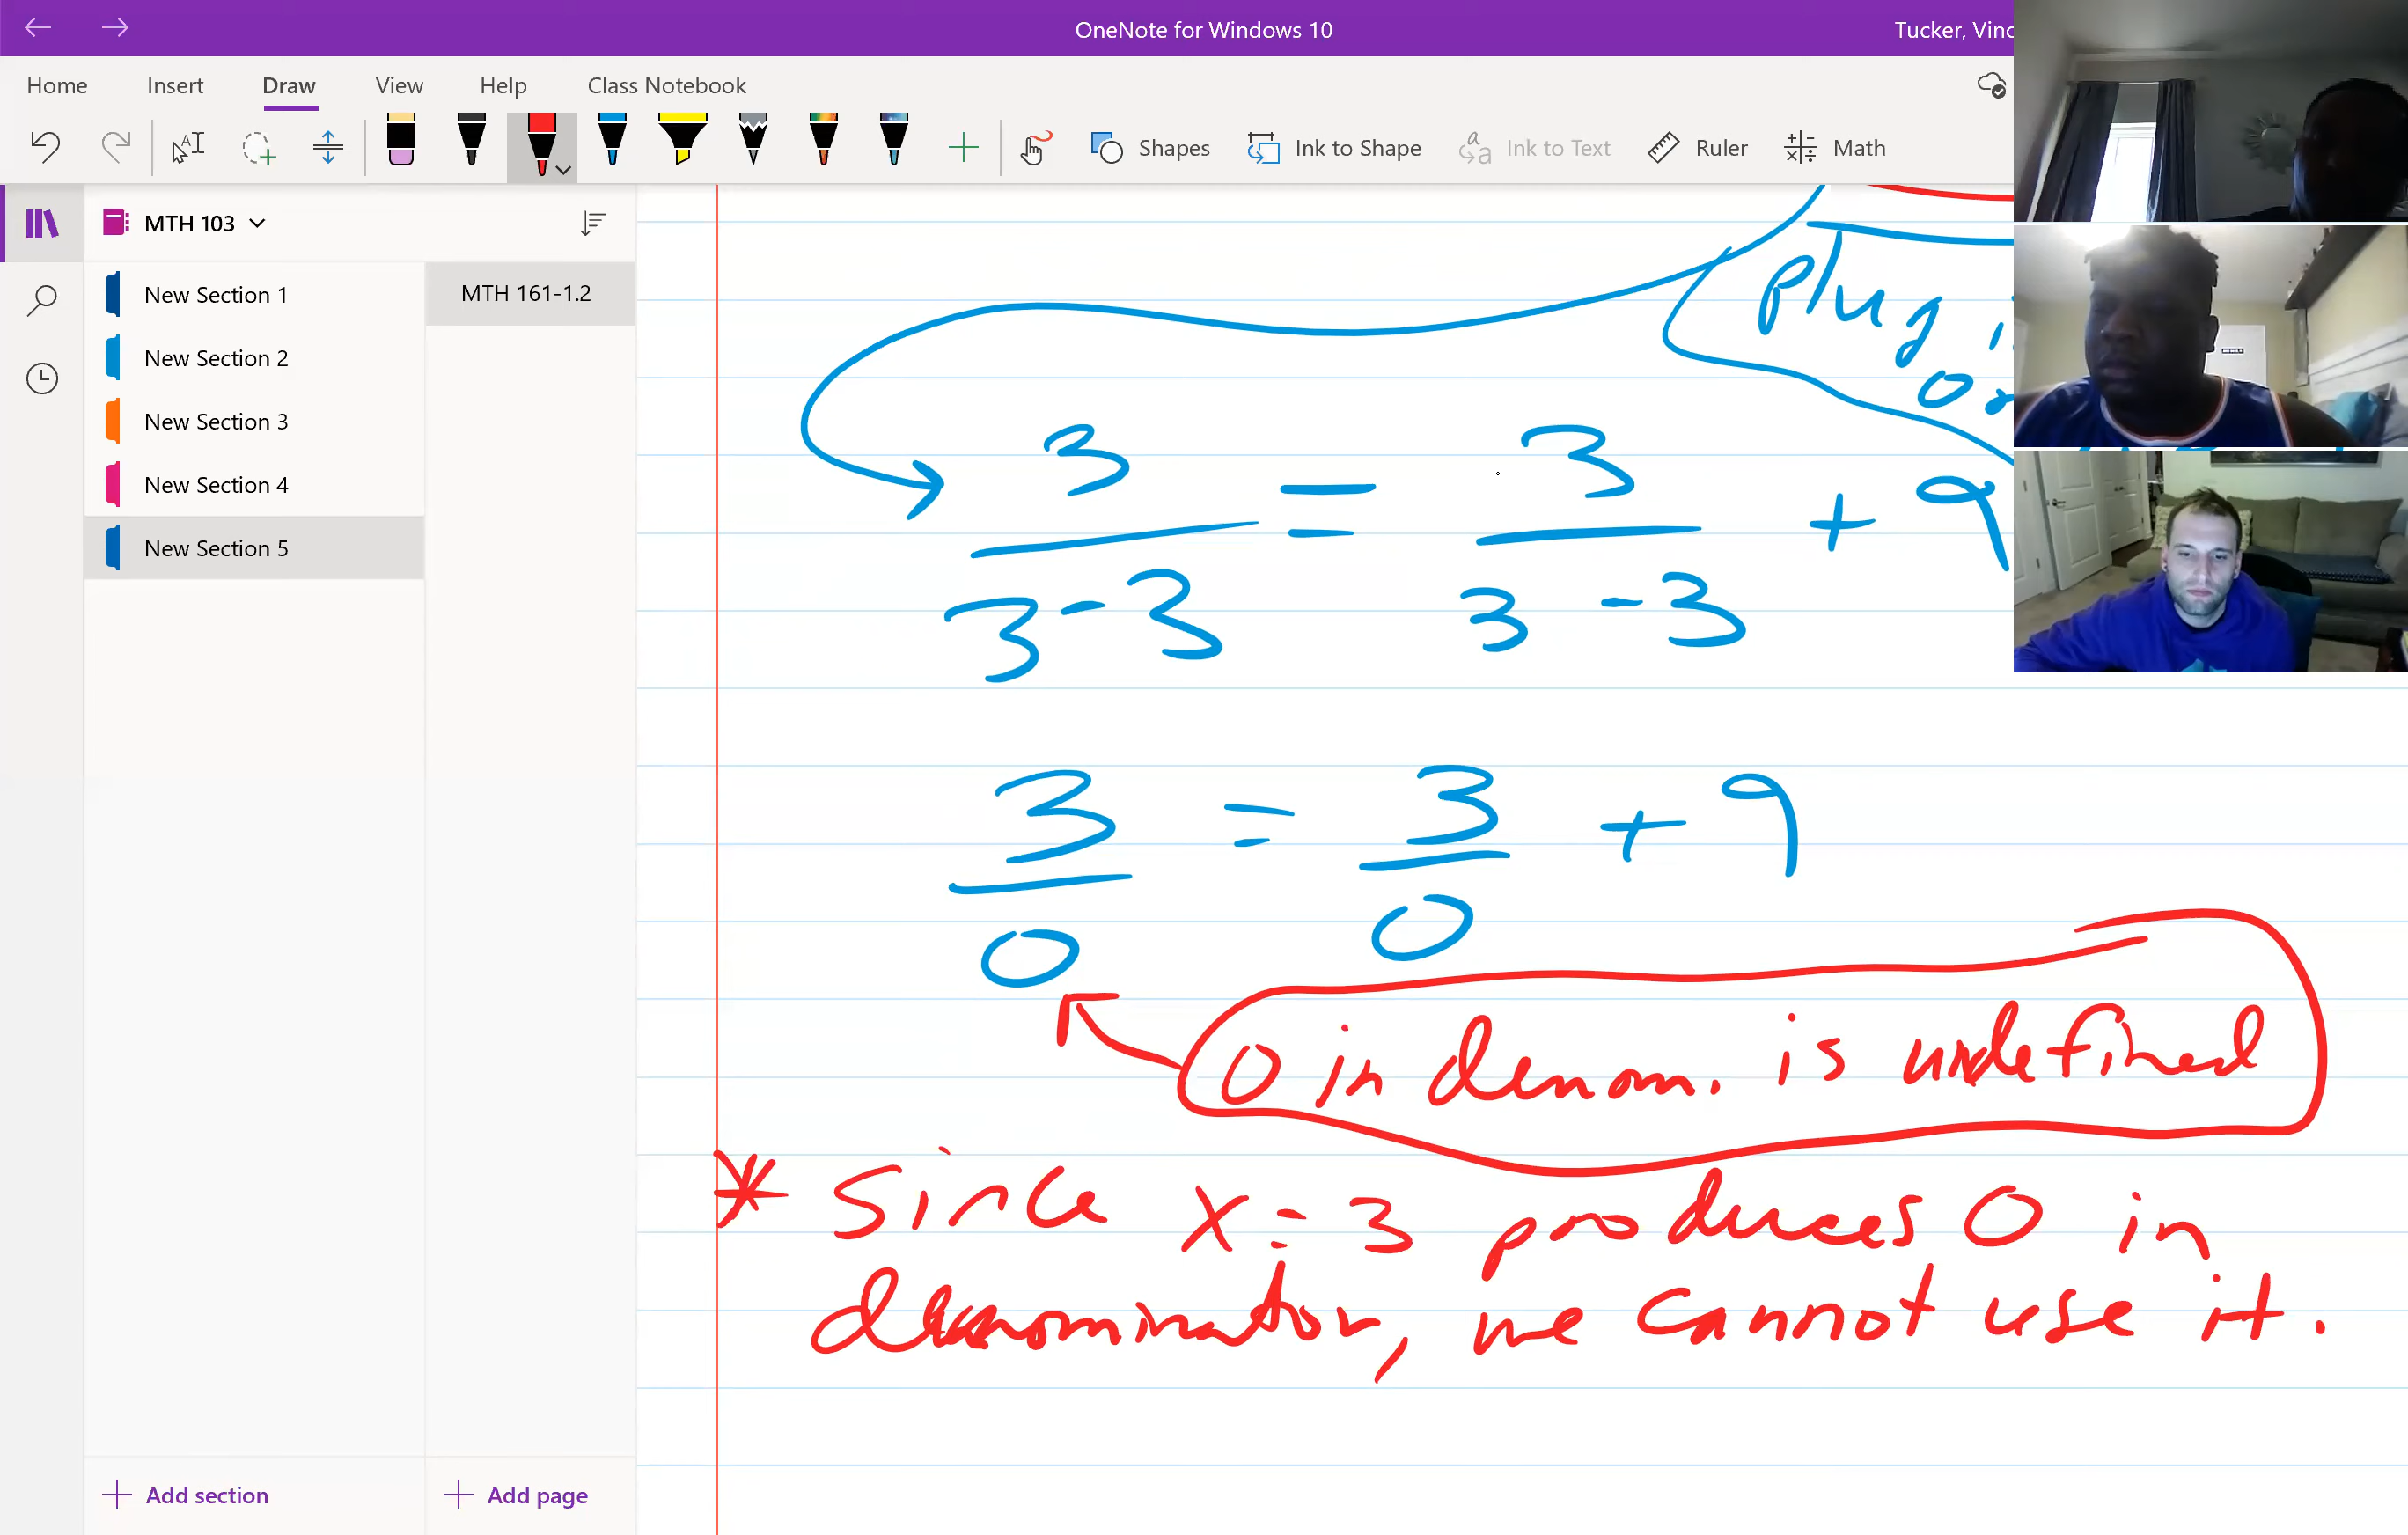 OneNote for Windows 10
Tucker, Vinc
Home Insert Draw View Help Class Notebook
Shapes Ink to Shape Ink to Text Ruler Math
MTH 103
New Section 1
New Section 2
New Section 3
New Section 4
New Section 5
MTH 161-1.2
plug
3 = 3 + 9
3-3 3-3
3 = 3 + 9
0 0
0 in denom. is undefined
* Since x = 3 produces 0 in
denominator, we cannot use it.
+ Add section
+ Add page